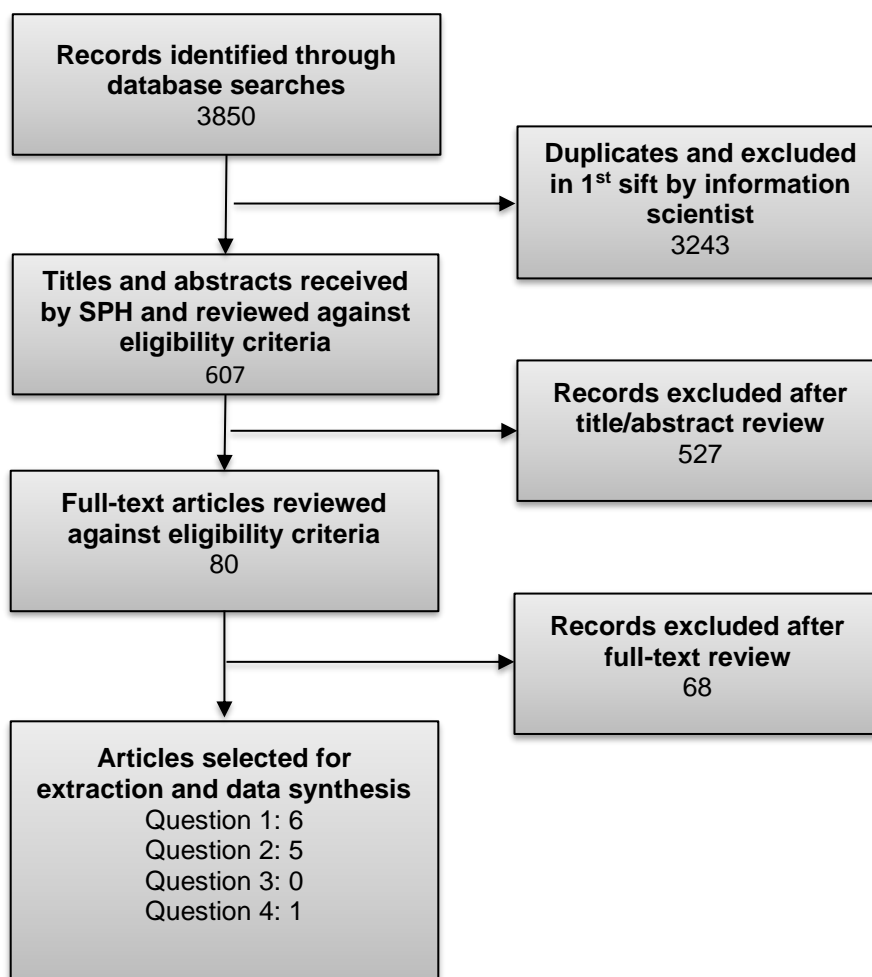 Records identified through
database searches
3850
Duplicates and excluded
in 1st sift by information
scientist
3243
Titles and abstracts received
by SPH and reviewed against
eligibility criteria
607
Records excluded after
title/abstract review
527
Full-text articles reviewed
against eligibility criteria
80
Records excluded after
full-text review
68
Articles selected for
extraction and data synthesis
Question 1: 6
Question 2: 5
Question 3: 0
Question 4: 1